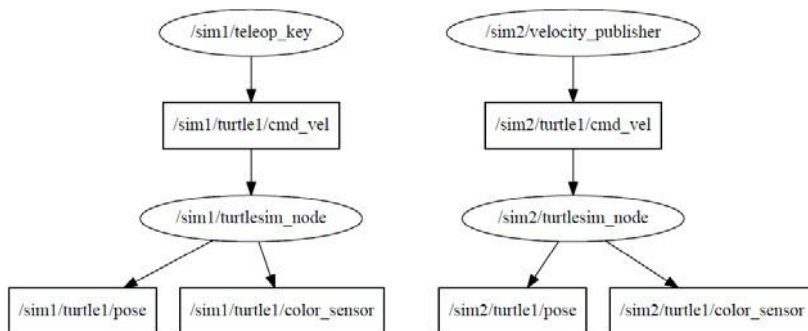 /sim1/teleop_key
/sim2/velocity_publisher
/sim1/turtle1/cmd_vel
/sim2/turtle1/cmd_vel
/sim1/turtlesim_node
/sim2/turtlesim_node
/sim1/turtle1/pose
/sim1/turtle1/color_sensor
/sim2/turtle1/pose
/sim2/turtle1/color_sensor